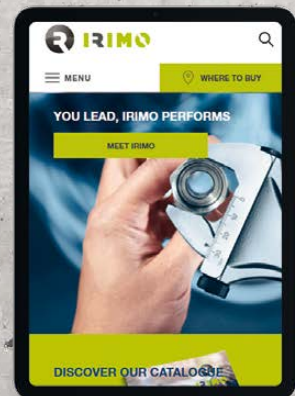 IRIMO
MENU
WHERE TO BUY
YOU LEAD, IRIMO PERFORMS
MEET IRIMO
DISCOVER OUR CATALOGUE